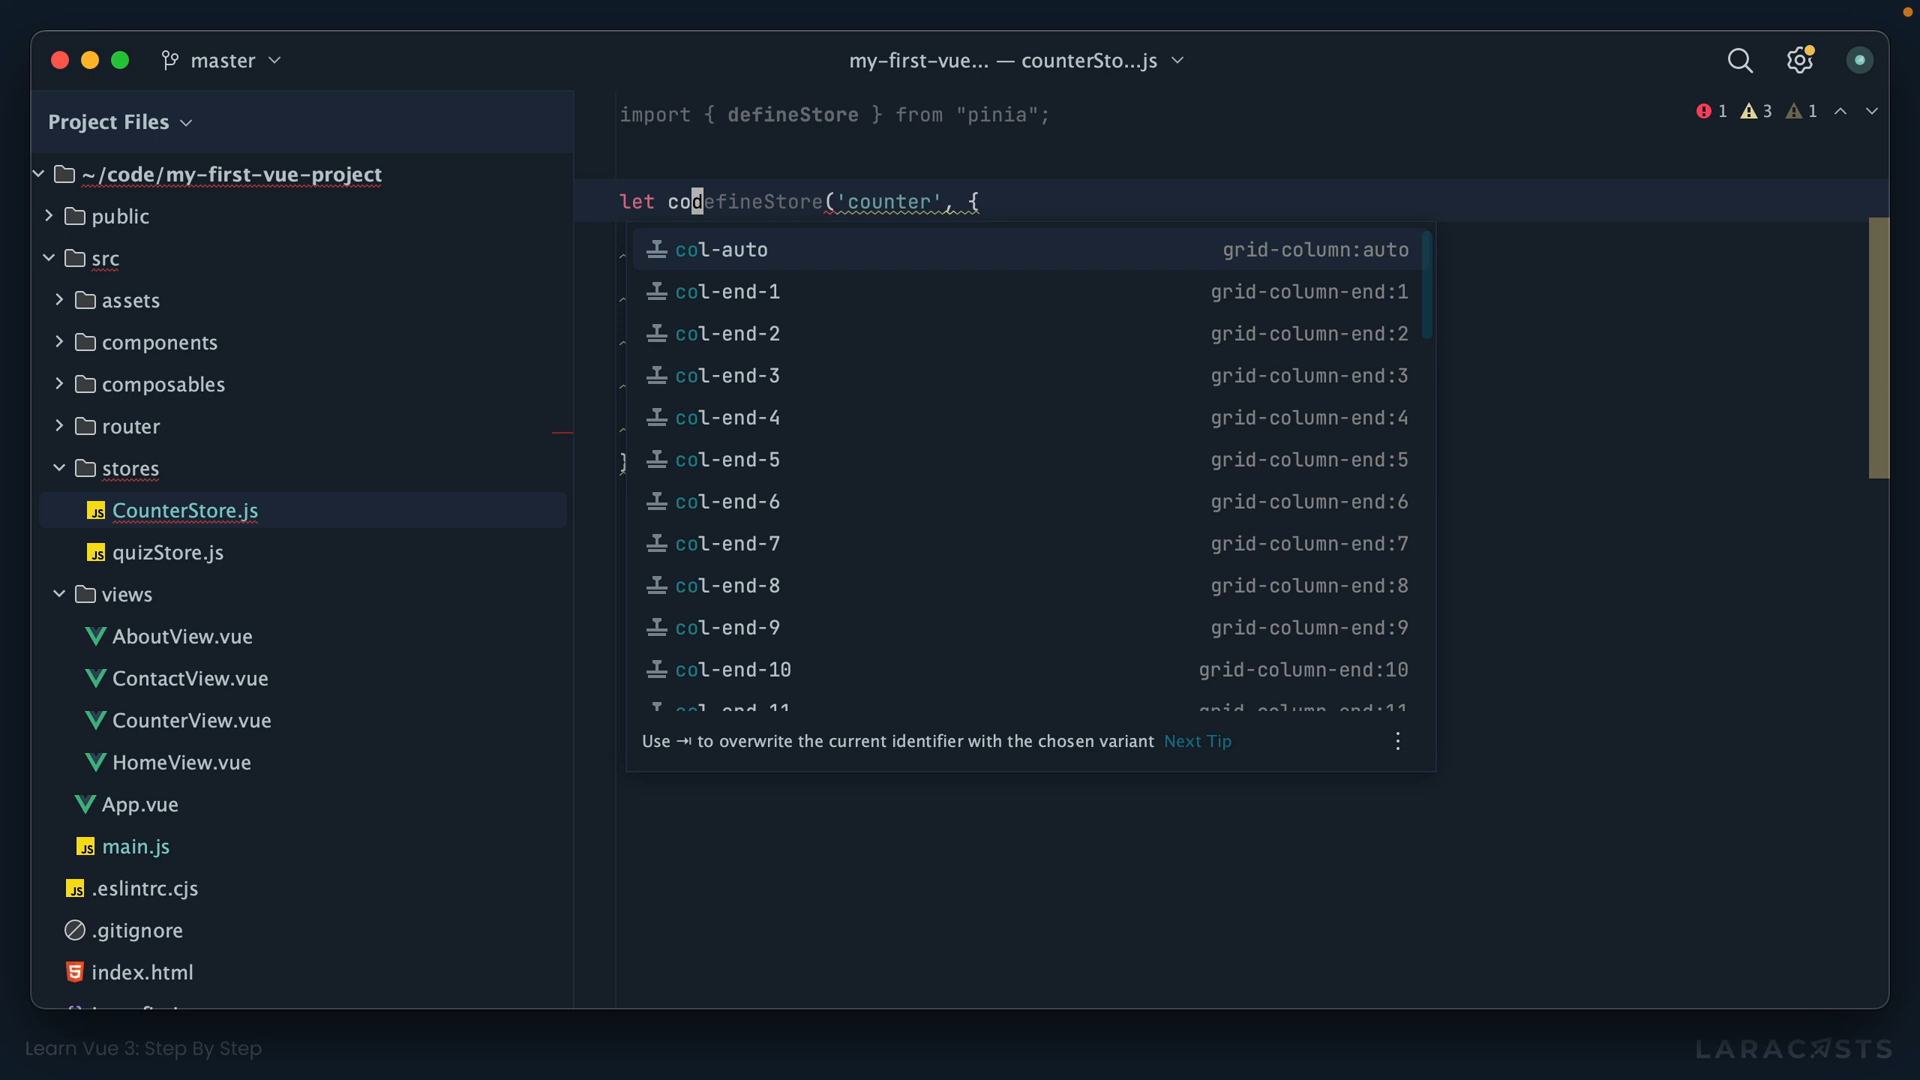 master
my-first-vue... — counterSto...js
Project Files
~/code/my-first-vue-project
public
src
assets
components
composables
router
stores
CounterStore.js
quizStore.js
views
AboutView.vue
ContactView.vue
CounterView.vue
HomeView.vue
App.vue
main.js
.eslintrc.cjs
.gitignore
index.html
import { defineStore } from "pinia";
1 3 1
let codefineStore('counter', {
col-auto grid-column:auto
col-end-1 grid-column-end:1
col-end-2 grid-column-end:2
col-end-3 grid-column-end:3
col-end-4 grid-column-end:4
col-end-5 grid-column-end:5
col-end-6 grid-column-end:6
col-end-7 grid-column-end:7
col-end-8 grid-column-end:8
col-end-9 grid-column-end:9
col-end-10 grid-column-end:10
col-end-11 grid-column-end:11
}
Use ⇥ to overwrite the current identifier with the chosen variant Next Tip
Learn Vue 3: Step By Step
LARACASTS